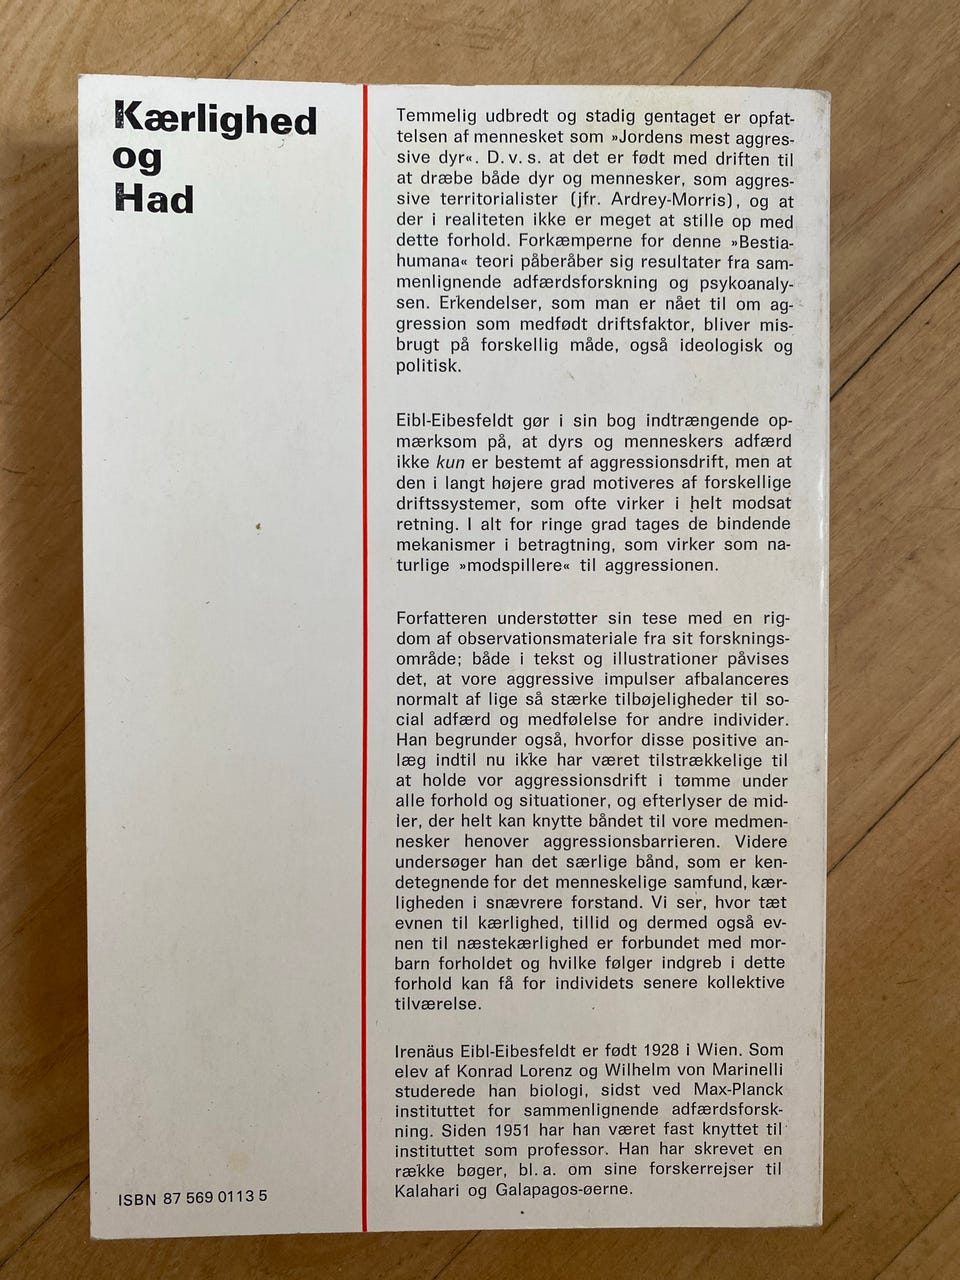 Kærlighed
og
Had
Temmelig udbredt og stadig gentaget er opfat-
telsen af mennesket som »Jordens mest aggres-
sive dyr«. D.v.s. at det er født med driften til
at dræbe både dyr og mennesker, som aggres-
sive territorialister (jfr. Ardrey-Morris), og at
der i realiteten ikke er meget at stille op med
dette forhold. Forkæmperne for denne »Bestia-
humana« teori påberåber sig resultater fra sam-
menlignende adfærdsforskning og psykoanaly-
sen. Erkendelser, som man er nået til om ag-
gression som medfødt driftsfaktor, bliver mis-
brugt på forskellig måde, også ideologisk og
politisk.
Eibl-Eibesfeldt gør i sin bog indtrængende op-
mærksom på, at dyrs og menneskers adfærd
ikke kun er bestemt af aggressionsdrift, men at
den i langt højere grad motiveres af forskellige
driftssystemer, som ofte virker i helt modsat
retning. I alt for ringe grad tages de bindende
mekanismer i betragtning, som virker som na-
turlige »modspillere« til aggressionen.
Forfatteren understøtter sin tese med en rig-
dom af observationsmateriale fra sit forsknings-
område; både i tekst og illustrationer påvises
det, at vore aggressive impulser afbalanceres
normalt af lige så stærke tilbøjeligheder til so-
cial adfærd og medfølelse for andre individer.
Han begrunder også, hvorfor disse positive an-
læg indtil nu ikke har været tilstrækkelige til
at holde vor aggressionsdrift i tømme under
alle forhold og situationer, og efterlyser de mid-
ler, der helt kan knytte båndet til vore medmen-
nesker henover aggressionsbarrieren. Videre
undersøger han det særlige bånd, som er ken-
detegnende for det menneskelige samfund, kær-
ligheden i snævrere forstand. Vi ser, hvor tæt
evnen til kærlighed, tillid og dermed også ev-
nen til næstekærlighed er forbundet med mor-
barn forholdet og hvilke følger indgreb i dette
forhold kan få for individets senere kollektive
tilværelse.
Irenäus Eibl-Eibesfeldt er født 1928 i Wien. Som
elev af Konrad Lorenz og Wilhelm von Marinelli
studerede han biologi, sidst ved Max-Planck
instituttet for sammenlignende adfærdsforsk-
ning. Siden 1951 har han været fast knyttet til
instituttet som professor. Han har skrevet en
række bøger, bl.a. om sine forskerrejser til
Kalahari og Galapagos-øerne.
ISBN 87 569 0113 5